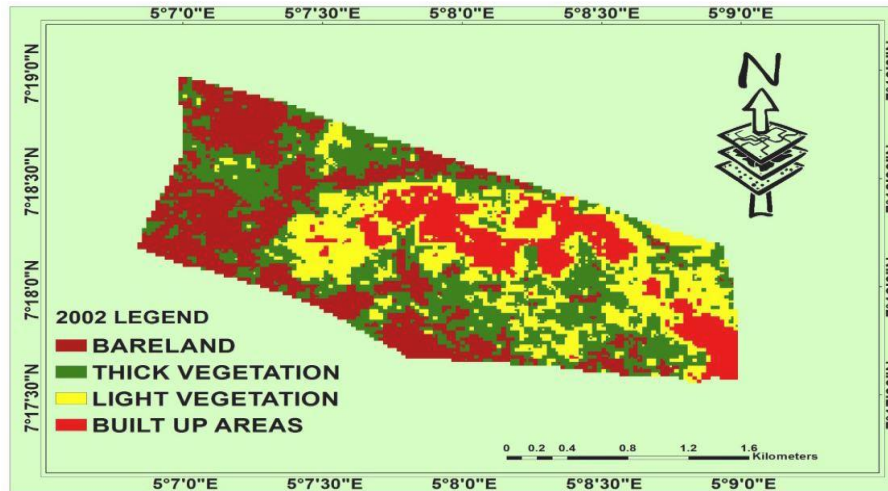 5°7'0"E 5°7'30"E 5°8'0"E 5°8'30"E 5°9'0"E
7°19'0"N
7°18'30"N
7°18'0"N
7°17'30"N
N
2002 LEGEND
BARELAND
THICK VEGETATION
LIGHT VEGETATION
BUILT UP AREAS
0 0.2 0.4 0.8 1.2 1.6
Kilometers
5°7'0"E 5°7'30"E 5°8'0"E 5°8'30"E 5°9'0"E